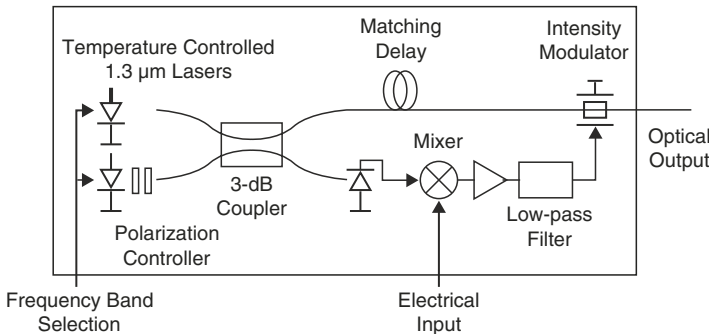 Temperature Controlled
1.3 μm Lasers
Matching
Delay
Intensity
Modulator
Optical
Output
Mixer
3-dB
Coupler
Low-pass
Filter
Polarization
Controller
Frequency Band
Selection
Electrical
Input